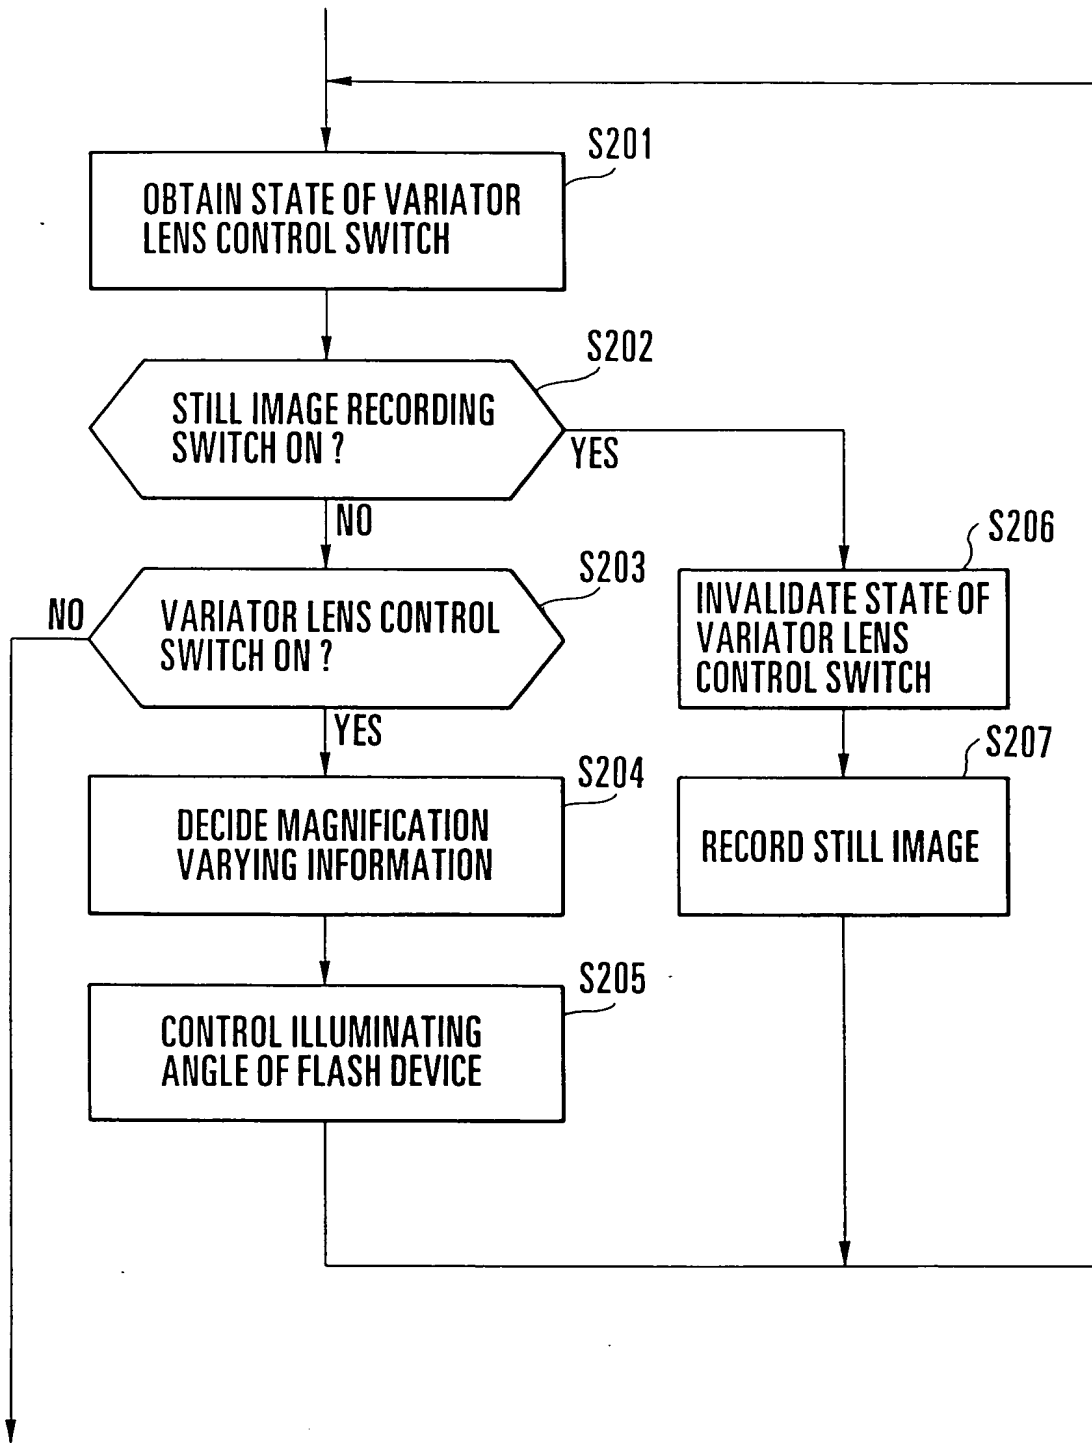 S201
OBTAIN STATE OF VARIATOR
LENS CONTROL SWITCH
S202
STILL IMAGE RECORDING
SWITCH ON ?
YES
NO
S203
NO
VARIATOR LENS CONTROL
SWITCH ON ?
YES
S204
DECIDE MAGNIFICATION
VARYING INFORMATION
S205
CONTROL ILLUMINATING
ANGLE OF FLASH DEVICE
S206
INVALIDATE STATE OF
VARIATOR LENS
CONTROL SWITCH
S207
RECORD STILL IMAGE